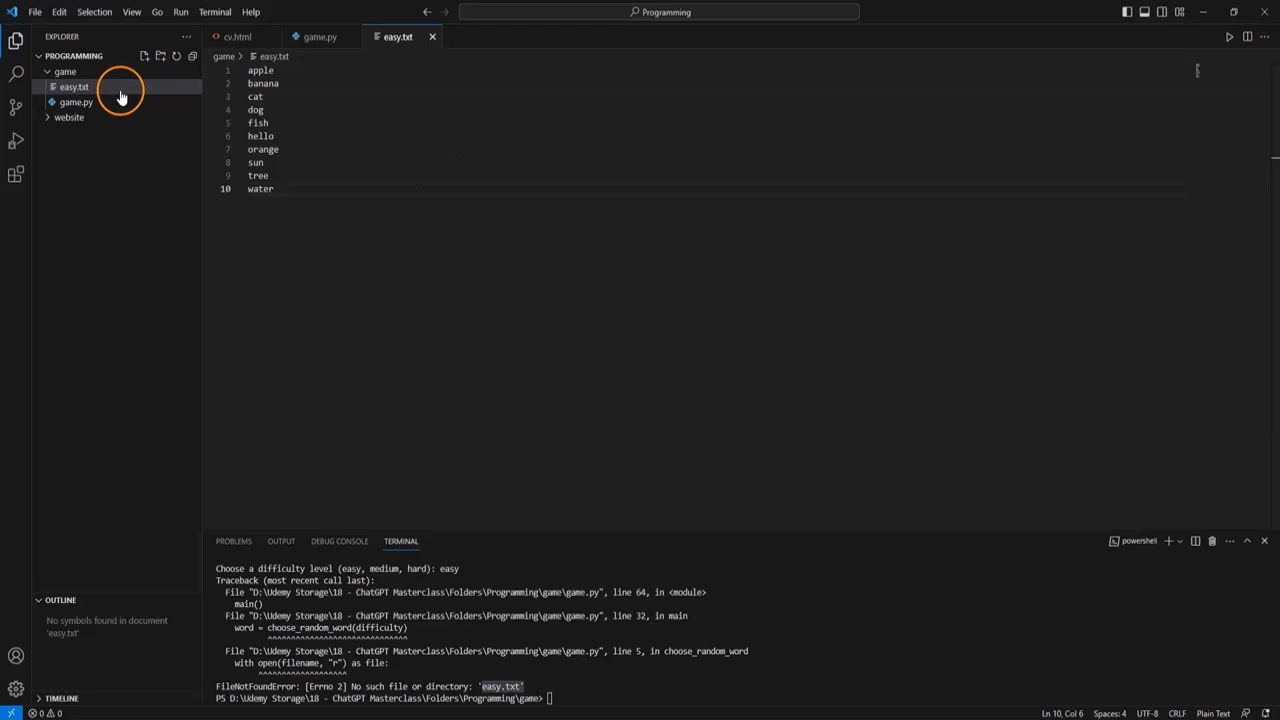 File Edit Selection View Go Run Terminal Help
Programming
EXPLORER
PROGRAMMING
game
easy.txt
game.py
website
cv.html
game.py
easy.txt
game > easy.txt
1 apple
2 banana
3 cat
4 dog
5 fish
6 hello
7 orange
8 sun
9 tree
10 water
OUTLINE
No symbols found in document
'easy.txt'
TIMELINE
PROBLEMS OUTPUT DEBUG CONSOLE TERMINAL
powershell
Choose a difficulty level (easy, medium, hard): easy
Traceback (most recent call last):
File "D:\Udemy Storage\18 - ChatGPT Masterclass\Folders\Programming\game\game.py", line 64, in <module>
main()
File "D:\Udemy Storage\18 - ChatGPT Masterclass\Folders\Programming\game\game.py", line 32, in main
word = choose_random_word(difficulty)
^^^^^^^^^^^^^^^^^^^^^^^^^^^^^^
File "D:\Udemy Storage\18 - ChatGPT Masterclass\Folders\Programming\game\game.py", line 5, in choose_random_word
with open(filename, "r") as file:
^^^^^^^^^^^^^^^^^^^
FileNotFoundError: [Errno 2] No such file or directory: 'easy.txt'
PS D:\Udemy Storage\18 - ChatGPT Masterclass\Folders\Programming\game>
0 0
Ln 10, Col 6 Spaces: 4 UTF-8 CRLF Plain Text